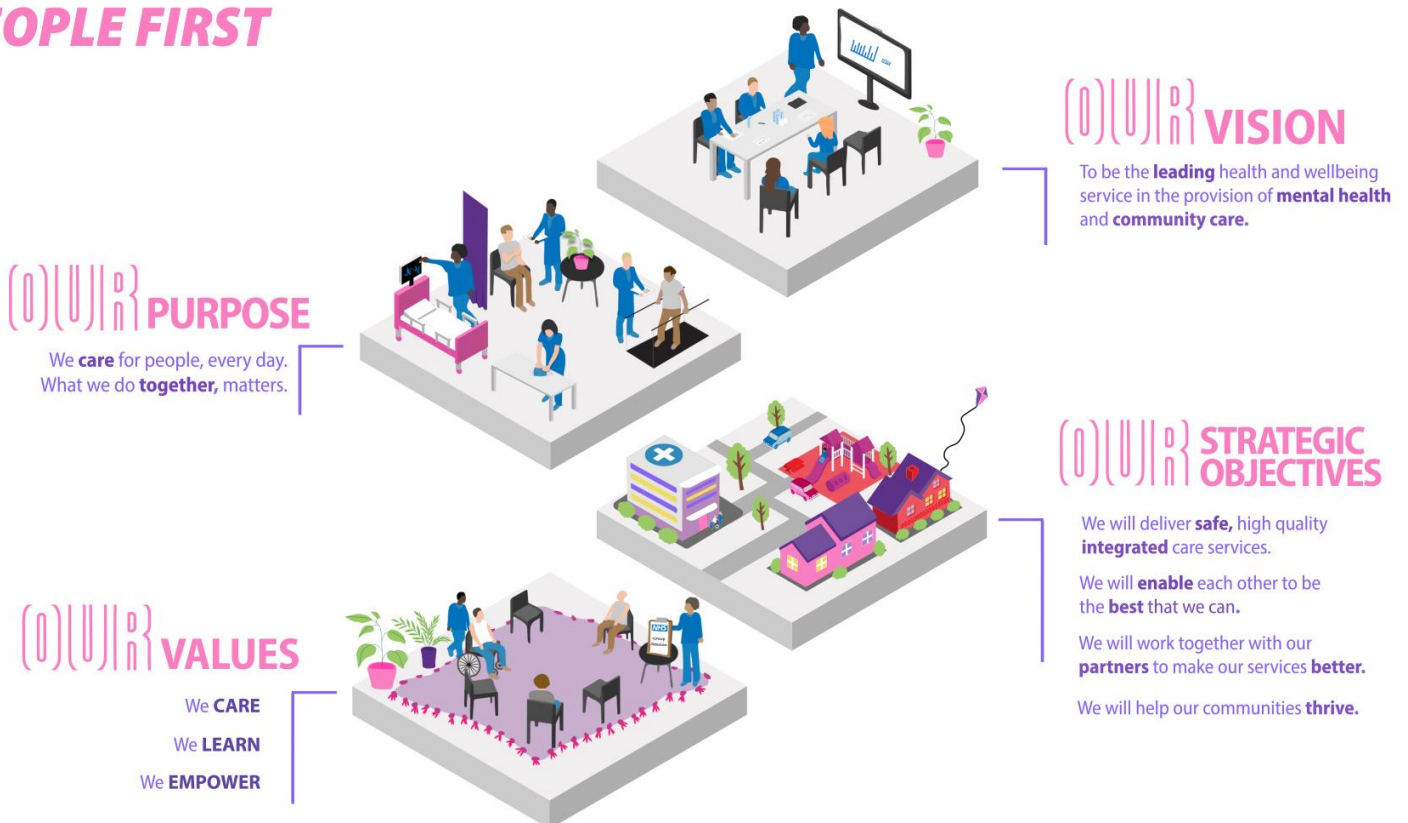 EOPLE FIRST
OUR VISION
To be the leading health and wellbeing
service in the provision of mental health
and community care.
OUR PURPOSE
We care for people, every day.
What we do together, matters.
OUR STRATEGIC
OBJECTIVES
We will deliver safe, high quality
integrated care services.
We will enable each other to be
the best that we can.
We will work together with our
partners to make our services better.
We will help our communities thrive.
OUR VALUES
We CARE
We LEARN
We EMPOWER
NHS
Group